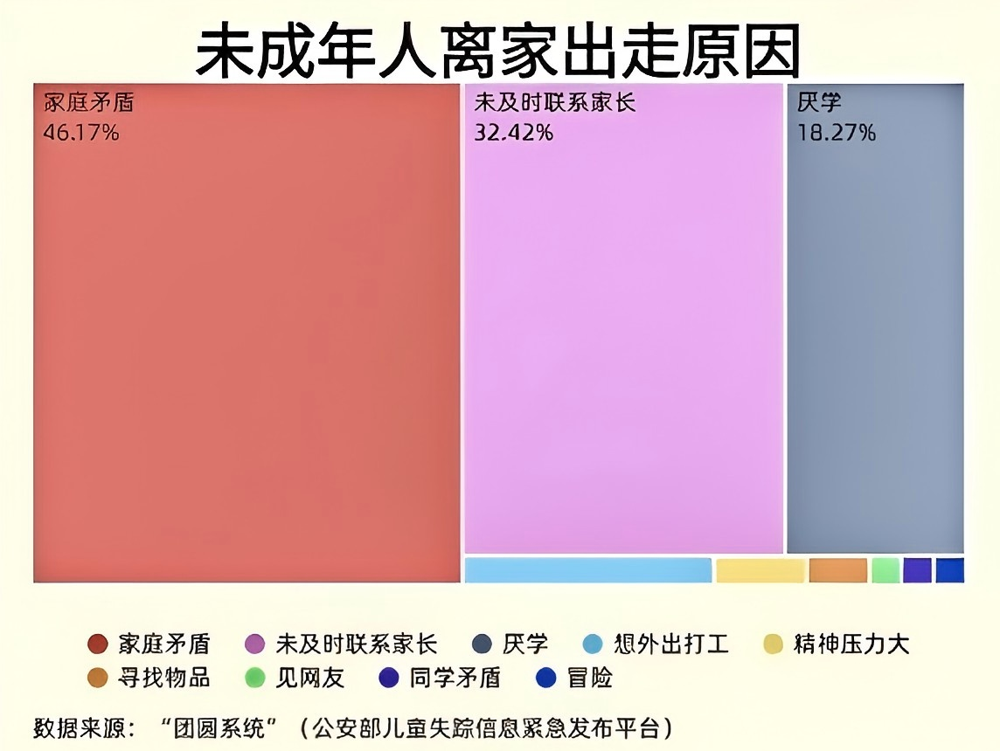 未成年人离家出走原因
家庭矛盾
46.17%
未及时联系家长
32.42%
厌学
18.27%
家庭矛盾 未及时联系家长 厌学 想外出打工 精神压力大
寻找物品 见网友 同学矛盾 冒险
数据来源：“团圆系统”（公安部儿童失踪信息紧急发布平台）